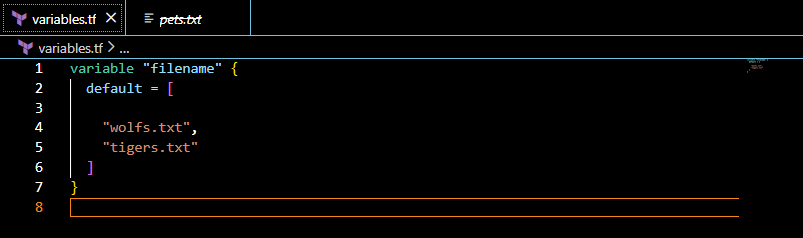 variables.tf × pets.txt
variables.tf > ...
1 variable "filename" {
2 default = [
3
4 "wolfs.txt",
5 "tigers.txt"
6 ]
7 }
8